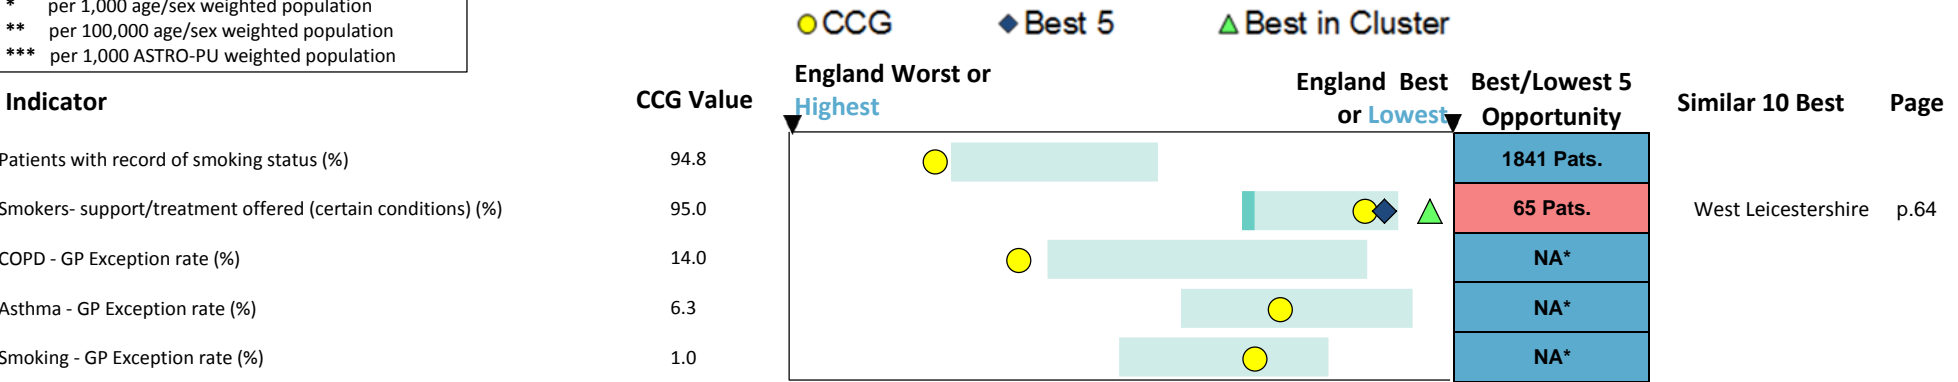 * per 1,000 age/sex weighted population
** per 100,000 age/sex weighted population
*** per 1,000 ASTRO-PU weighted population
CCG Best 5 Best in Cluster
Indicator CCG Value England Worst or Highest England Best or Lowest Best/Lowest 5 Opportunity Similar 10 Best Page
Patients with record of smoking status (%) 94.8 1841 Pats.
Smokers- support/treatment offered (certain conditions) (%) 95.0 65 Pats. West Leicestershire p.64
COPD - GP Exception rate (%) 14.0 NA*
Asthma - GP Exception rate (%) 6.3 NA*
Smoking - GP Exception rate (%) 1.0 NA*